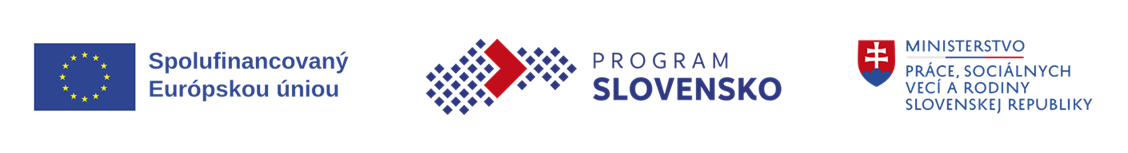 Spolufinancovaný
Európskou úniou
PROGRAM
SLOVENSKO
MINISTERSTVO
PRÁCE, SOCIÁLNYCH
VECÍ A RODINY
SLOVENSKEJ REPUBLIKY